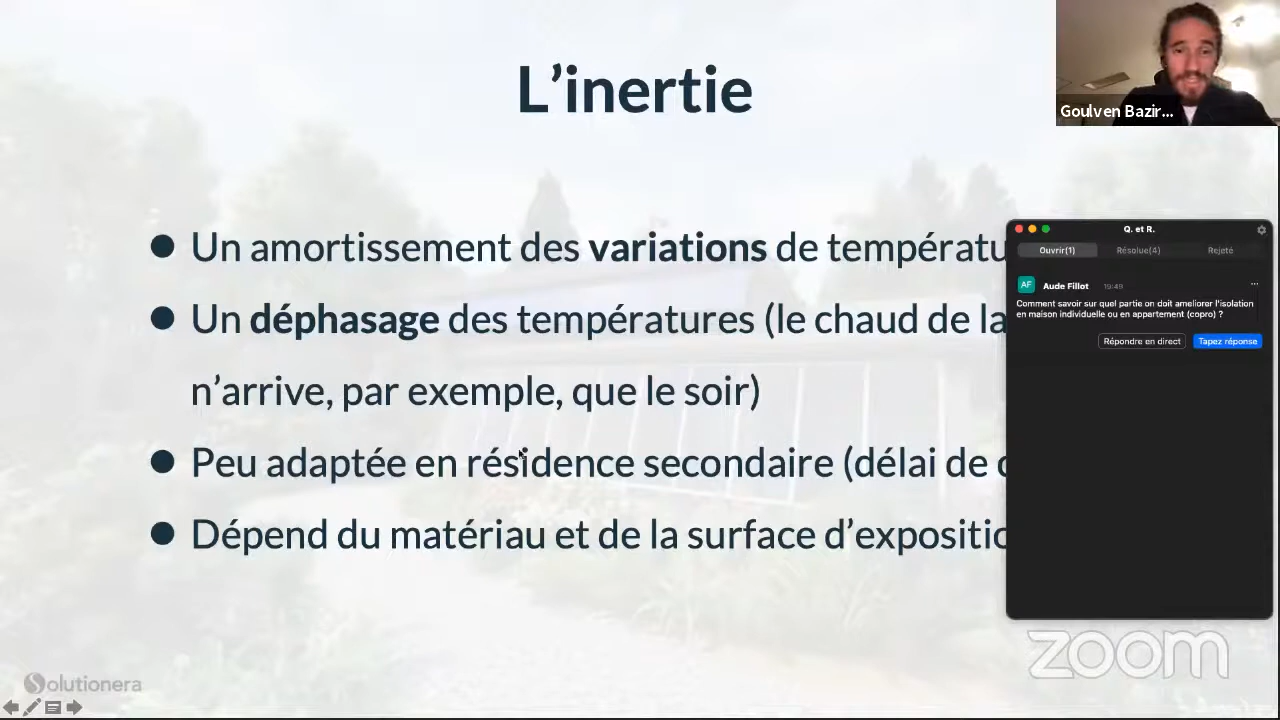 L'inertie
Goulven Bazir...
Un amortissement des variations de températu
Un déphasage des températures (le chaud de la
n'arrive, par exemple, que le soir)
Peu adaptée en résidence secondaire (délai de c
Dépend du matériau et de la surface d'expositio
Q. et R.
Ouvrir(1)
Résolue(4)
Rejeté
AF
Aude Fillot
19:49
...
Comment savoir sur quel partie on doit ameliorer l'isolation
en maison individuelle ou en appartement (copro) ?
Répondre en direct
Tapez réponse
zoom
Solutionera